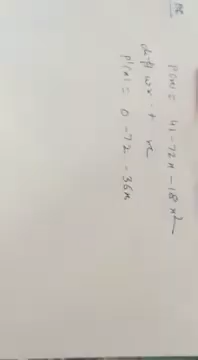 p(x) = 41 - 72x - 18x²
diff w.r.t x
p'(x) = 0 - 72 - 36x